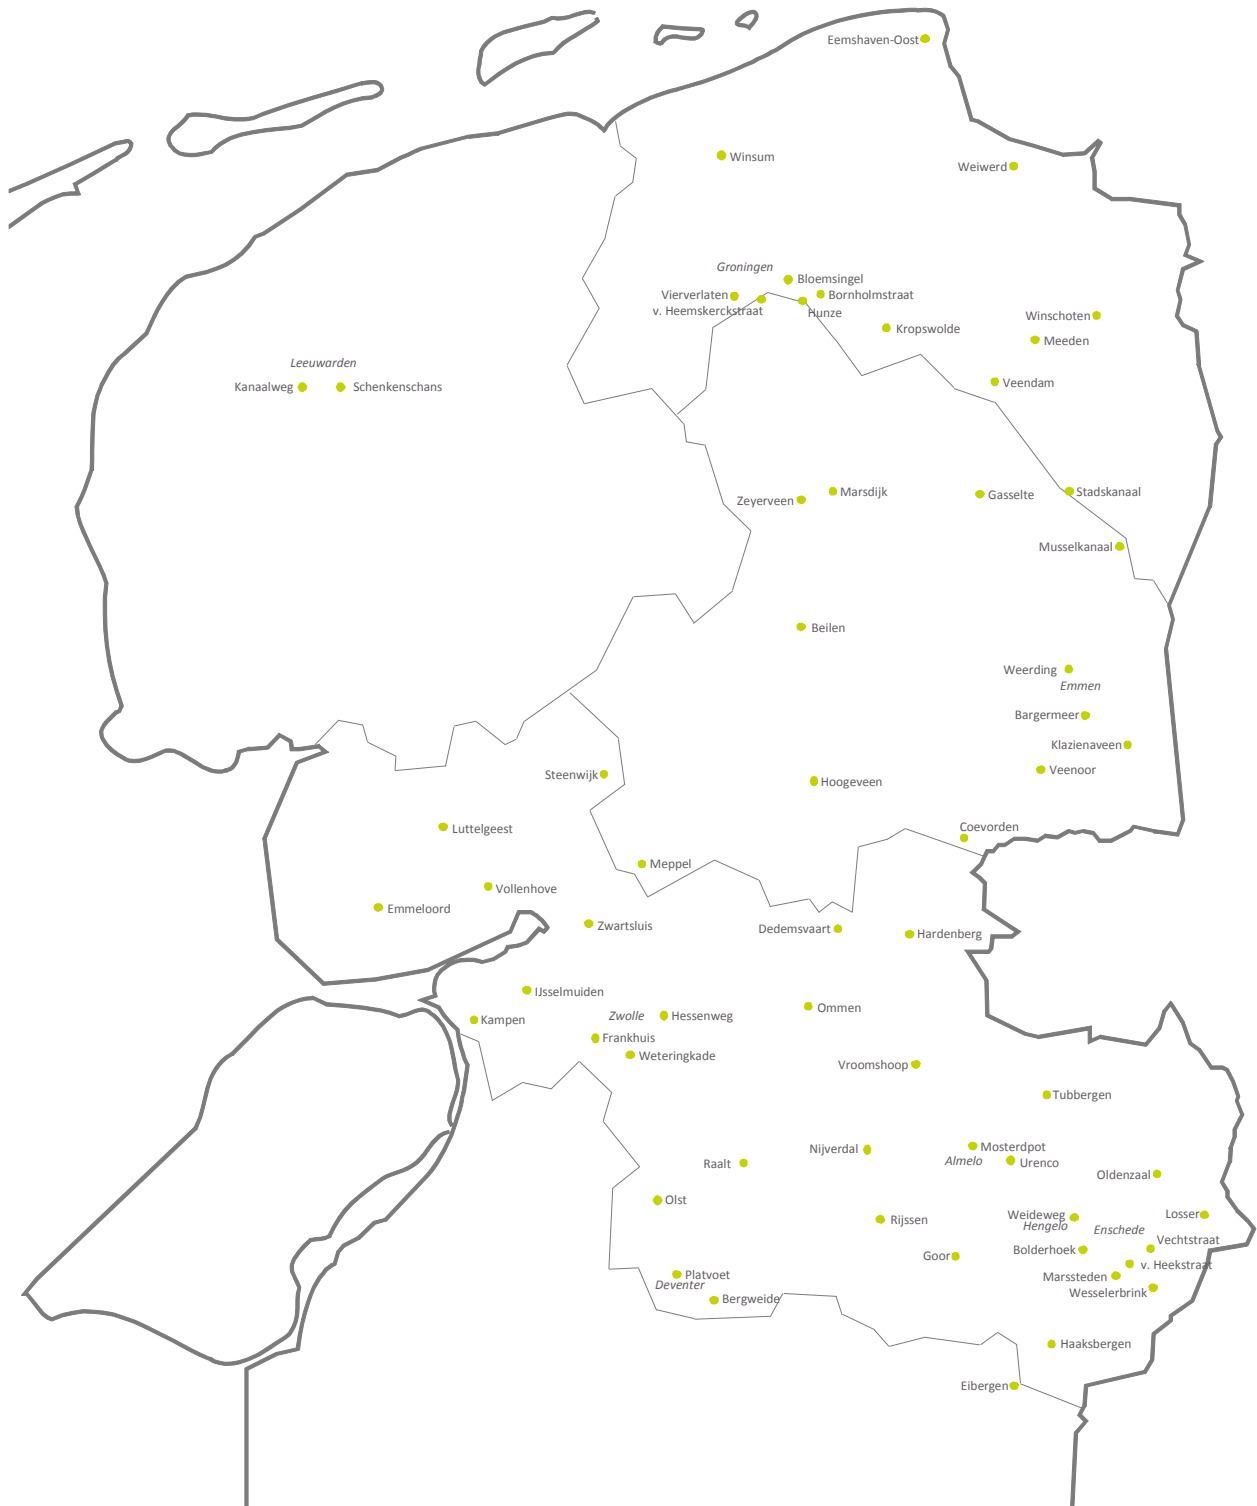 Eemshaven-Oost
Winsum
Weiwerd
Groningen
Bloemsingel
Vierverlaten
Bornholmstraat
v. Heemskerckstraat
Hunze
Winschoten
Kropswolde
Meeden
Leeuwarden
Kanaalweg
Schenkenschans
Veendam
Zeyerveen
Marsdijk
Gasselte
Stadskanaal
Musselkanaal
Beilen
Weerding
Emmen
Bargermeer
Klazienaveen
Veenoor
Steenwijk
Hoogeveen
Luttelgeest
Coevorden
Meppel
Vollenhove
Emmeloord
Zwartsluis
Dedemsvaart
Hardenberg
IJsselmuiden
Ommen
Kampen
Zwolle
Hessenweg
Frankhuis
Weteringkade
Vroomshoop
Tubbergen
Nijverdal
Mosterdpot
Raalt
Almelo
Urenco
Oldenzaal
Olst
Rijssen
Weideweg
Losser
Hengelo
Enschede
Goor
Bolderhoek
Vechtstraat
v. Heekstraat
Platvoet
Marssteden
Deventer
Wesselerbrink
Bergweide
Haaksbergen
Eibergen